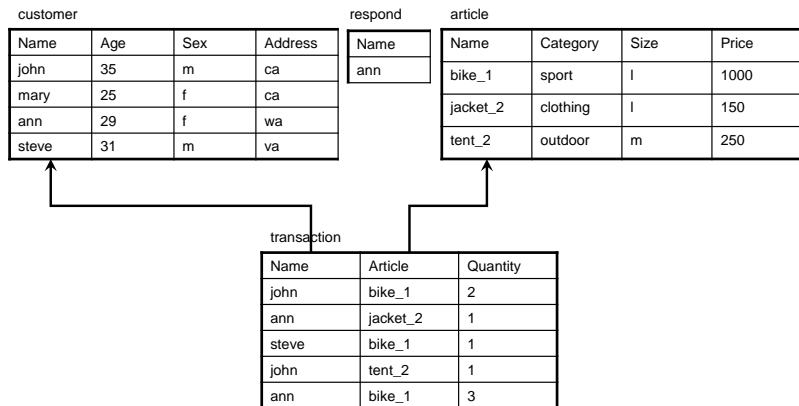 customer
Name Age Sex Address
john 35 m ca
mary 25 f ca
ann 29 f wa
steve 31 m va
respond
Name
ann
article
Name Category Size Price
bike_1 sport l 1000
jacket_2 clothing l 150
tent_2 outdoor m 250
transaction
Name Article Quantity
john bike_1 2
ann jacket_2 1
steve bike_1 1
john tent_2 1
ann bike_1 3